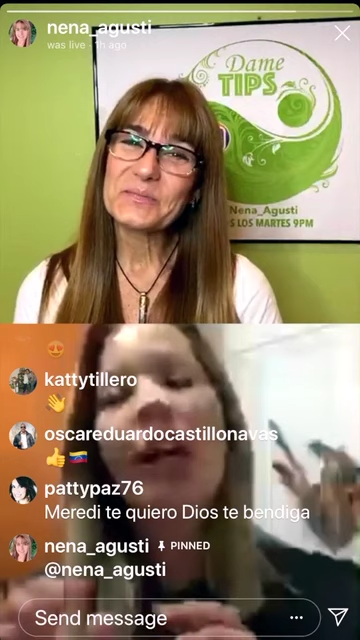 nena_agusti
was live · 1h ago
Dame
TIPS
Nena_Agusti
S LOS MARTES 9PM
kattytillero
👋
oscareduardocastillonavas
👍🇻🇪
pattypaz76
Meredi te quiero Dios te bendiga
nena_agusti PINNED
@nena_agusti
Send message